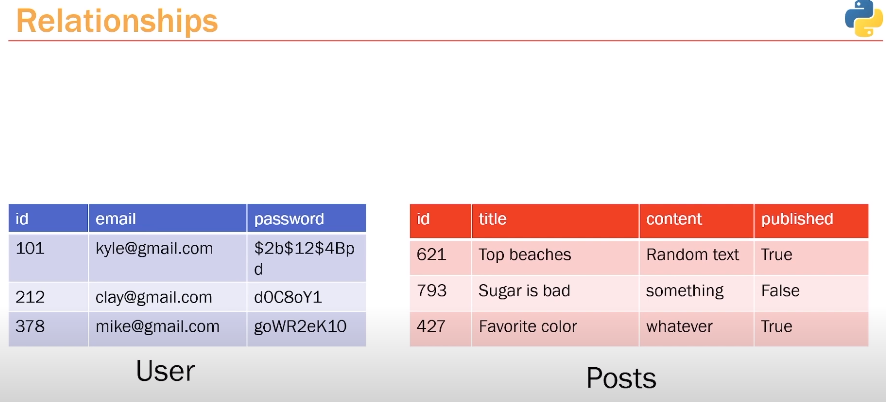 Relationships
id email password
101 kyle@gmail.com $2b$12$4Bp
d
212 clay@gmail.com d0C8oY1
378 mike@gmail.com goWR2eK10
User
id title content published
621 Top beaches Random text True
793 Sugar is bad something False
427 Favorite color whatever True
Posts